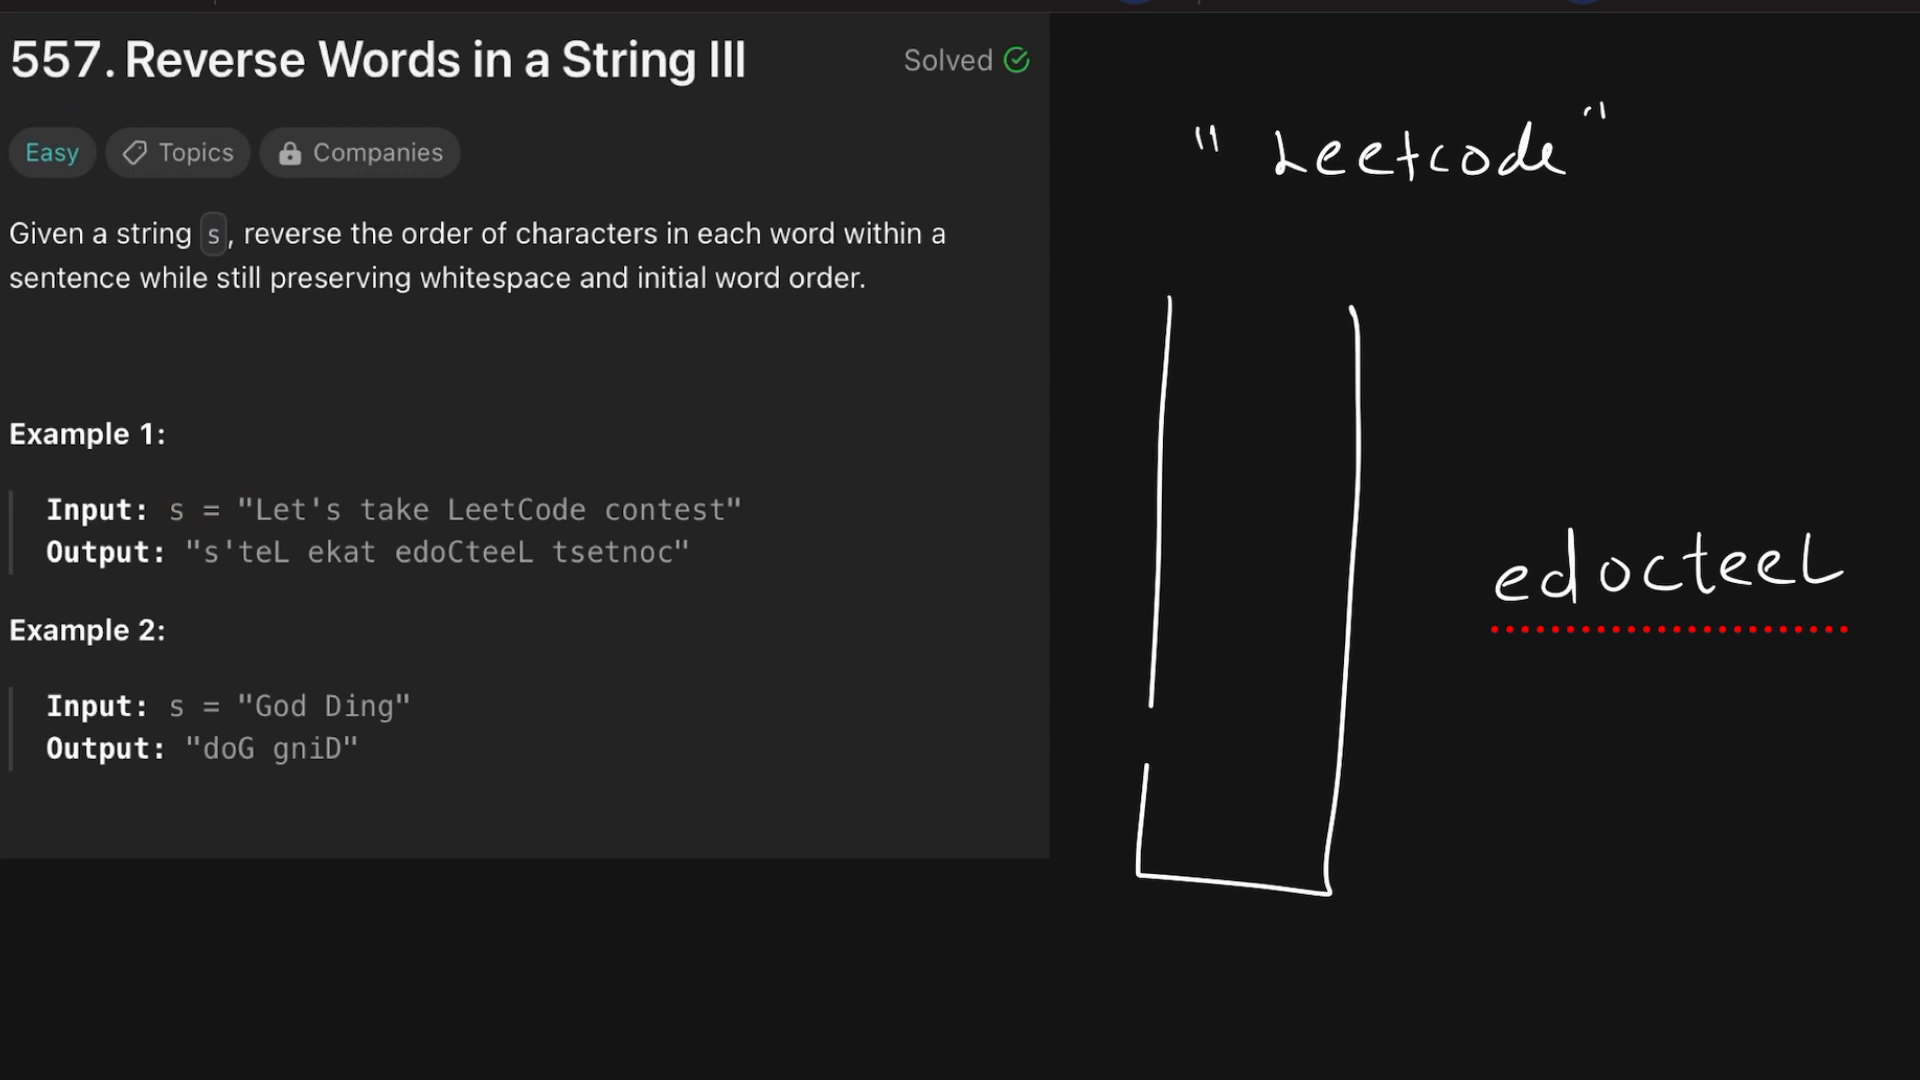 557. Reverse Words in a String III
Solved
Easy
Topics
Companies
Given a string s, reverse the order of characters in each word within a
sentence while still preserving whitespace and initial word order.
Example 1:
Input: s = "Let's take LeetCode contest"
Output: "s'teL ekat edoCteeL tsetnoc"
Example 2:
Input: s = "God Ding"
Output: "doG gniD"
"Leetcode"
edocteeL